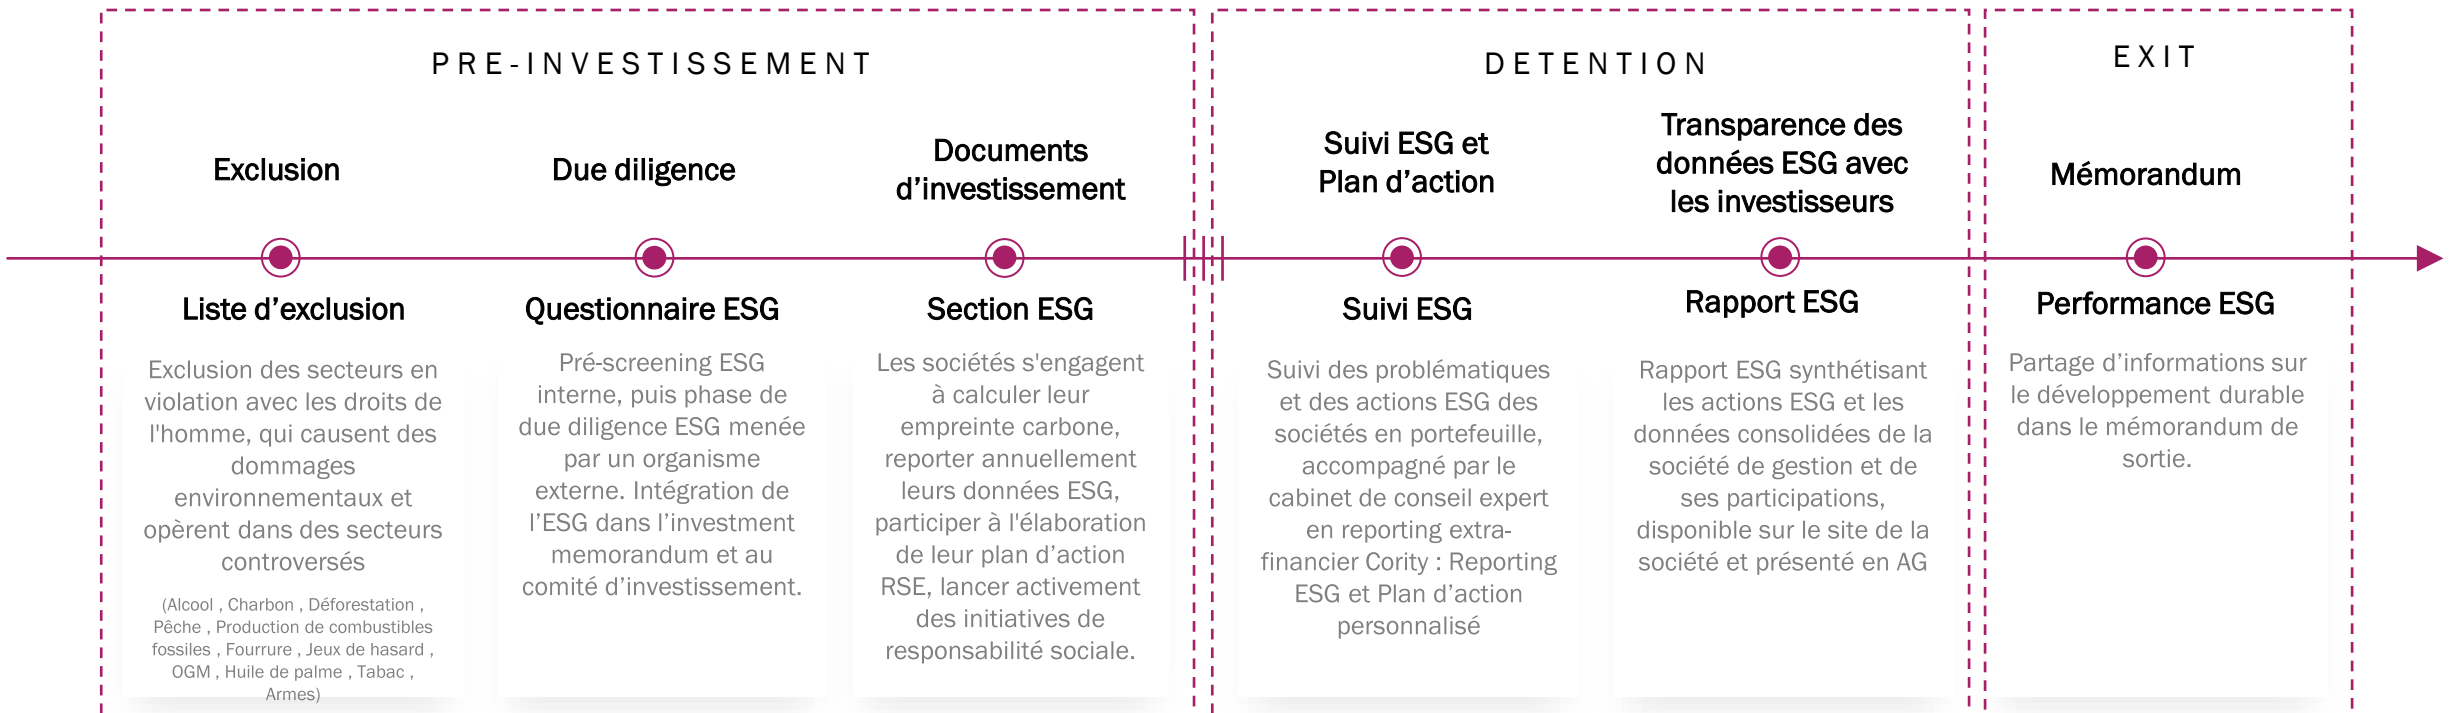 PRE-INVESTISSEMENT
Exclusion
Liste d’exclusion
Exclusion des secteurs en
violation avec les droits de
l'homme, qui causent des
dommages
environnementaux et
opèrent dans des secteurs
controversés
(Alcool , Charbon , Déforestation ,
Pêche , Production de combustibles
fossiles , Fourrure , Jeux de hasard ,
OGM , Huile de palme , Tabac ,
Armes)
Due diligence
Questionnaire ESG
Pré-screening ESG
interne, puis phase de
due diligence ESG menée
par un organisme
externe. Intégration de
l’ESG dans l’investment
memorandum et au
comité d’investissement.
Documents
d’investissement
Section ESG
Les sociétés s'engagent
à calculer leur
empreinte carbone,
reporter annuellement
leurs données ESG,
participer à l'élaboration
de leur plan d’action
RSE, lancer activement
des initiatives de
responsabilité sociale.
DETENTION
Suivi ESG et
Plan d’action
Suivi ESG
Suivi des problématiques
et des actions ESG des
sociétés en portefeuille,
accompagné par le
cabinet de conseil expert
en reporting extra-
financier Cority : Reporting
ESG et Plan d’action
personnalisé
Transparence des
données ESG avec
les investisseurs
Rapport ESG
Rapport ESG synthétisant
les actions ESG et les
données consolidées de la
société de gestion et de
ses participations,
disponible sur le site de la
société et présenté en AG
EXIT
Mémorandum
Performance ESG
Partage d’informations sur
le développement durable
dans le mémorandum de
sortie.